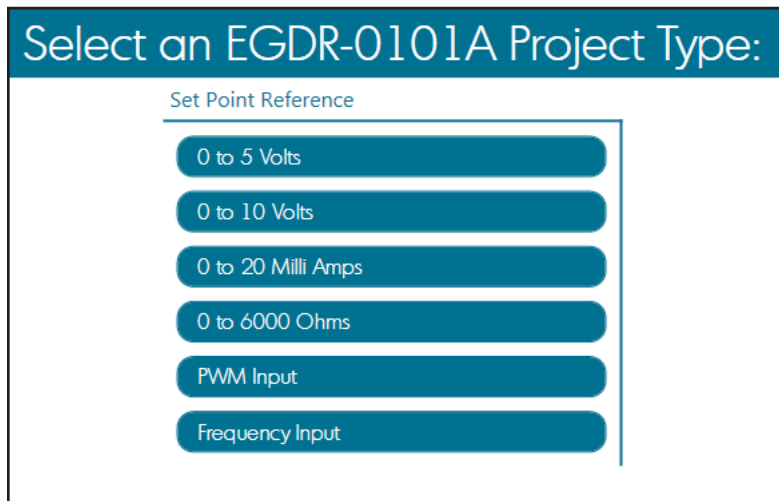 Select an EGDR-0101A Project Type:
Set Point Reference
0 to 5 Volts
0 to 10 Volts
0 to 20 Milli Amps
0 to 6000 Ohms
PWM Input
Frequency Input